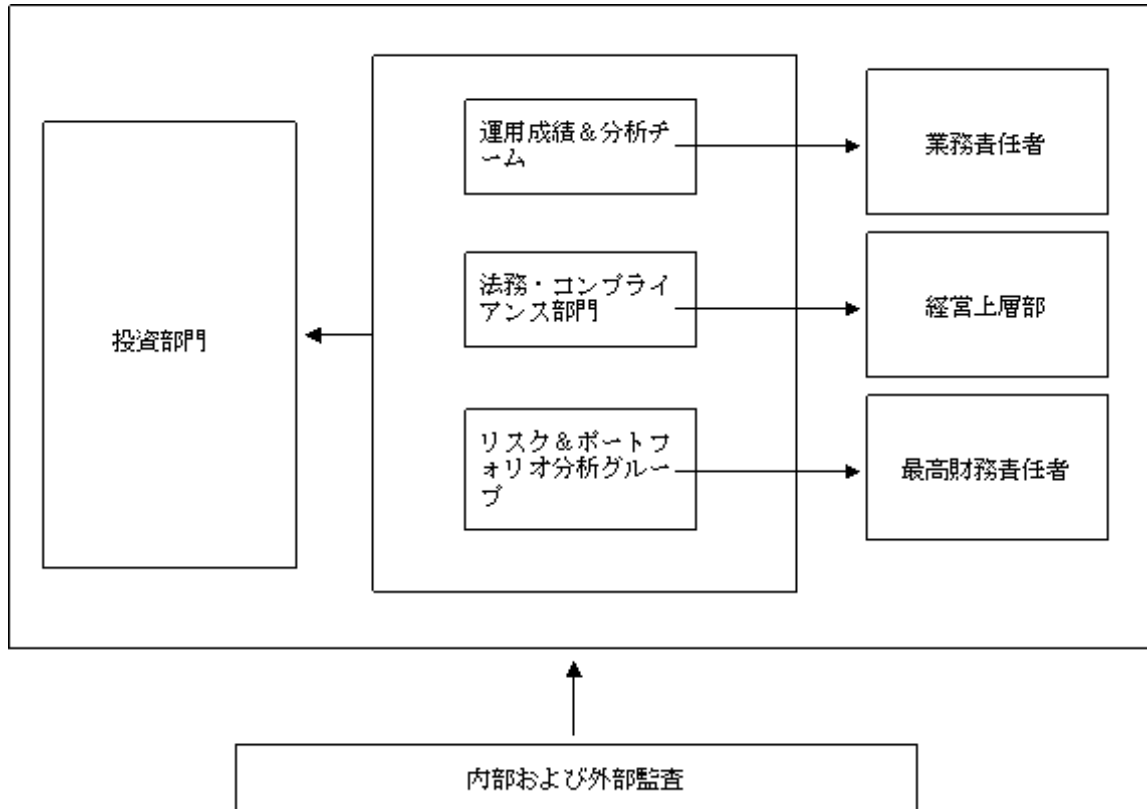 投資部門
運用成績＆分析チ
ーム
法務・コンプライ
アンス部門
リスク＆ポートフ
ォリオ分析グルー
プ
業務責任者
経営上層部
最高財務責任者
内部および外部監査